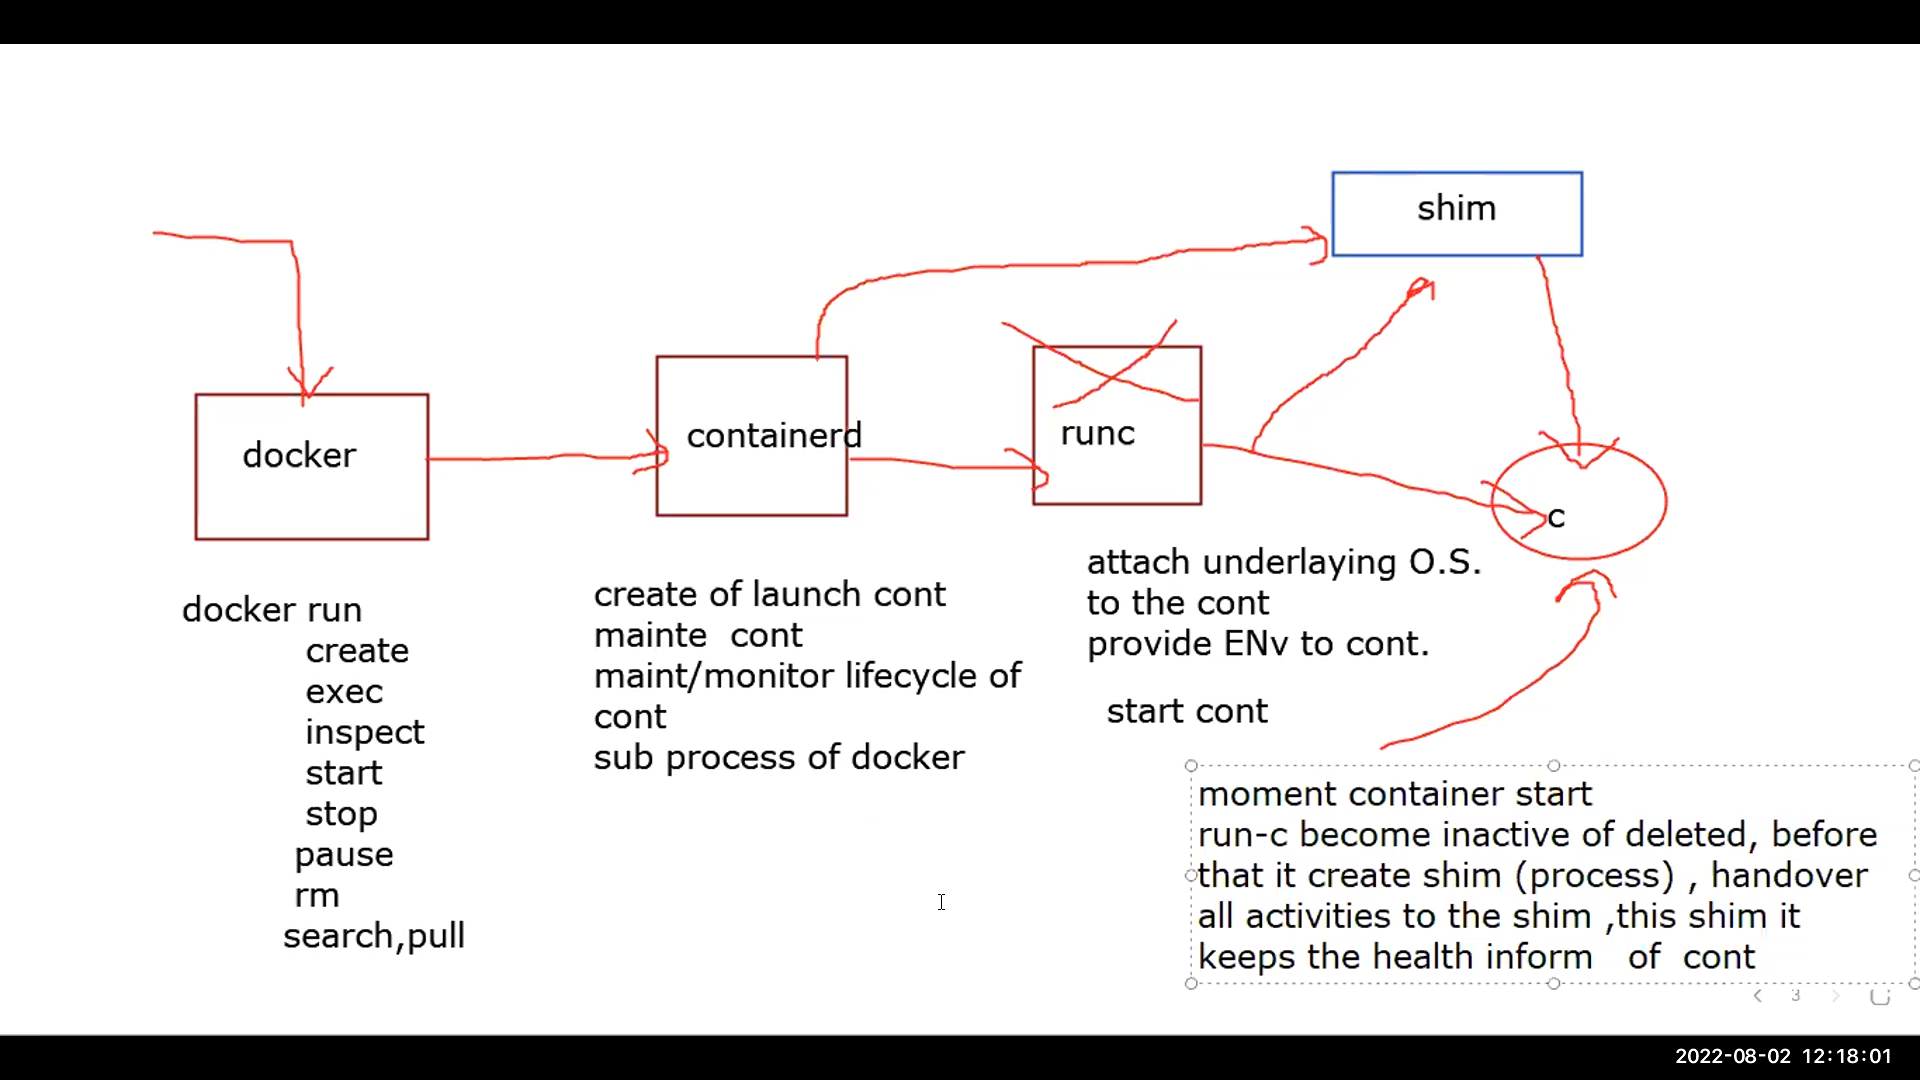 shim
docker
containerd
runc
c
docker run
create
exec
inspect
start
stop
pause
rm
search,pull
create of launch cont
mainte cont
maint/monitor lifecycle of
cont
sub process of docker
attach underlaying O.S.
to the cont
provide ENv to cont.
start cont
moment container start
run-c become inactive of deleted, before
that it create shim (process) , handover
all activities to the shim ,this shim it
keeps the health inform of cont
3
2022-08-02 12:18:01